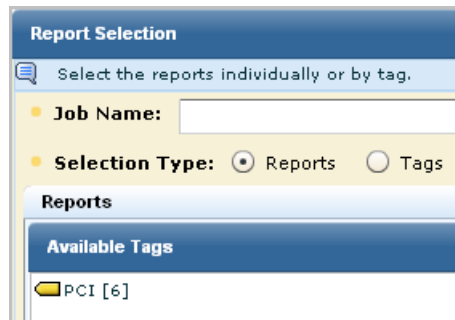 Report Selection
Select the reports individually or by tag.
Job Name:
Selection Type: Reports Tags
Reports
Available Tags
PCI [6]